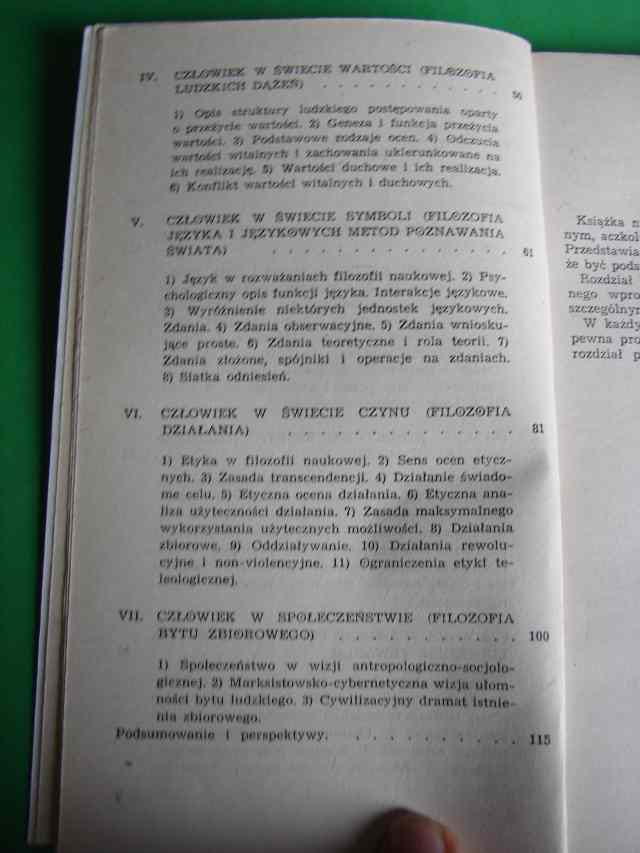 IV. CZŁOWIEK W ŚWIECIE WARTOŚCI (FILOZOFIA
LUDZKICH DĄŻEŃ) . . . . . . . . . . . . 50
1) Opis struktury ludzkiego postępowania oparty
o przeżycie wartości. 2) Geneza i funkcja przeżycia
wartości. 3) Podstawowe rodzaje ocen. 4) Odczucia
wartości witalnych i zachowania ukierunkowane na
ich realizację. 5) Wartości duchowe i ich realizacja.
6) Konflikt wartości witalnych i duchowych.
V. CZŁOWIEK W ŚWIECIE SYMBOLI (FILOZOFIA
JĘZYKA I JĘZYKOWYCH METOD POZNAWANIA
ŚWIATA) . . . . . . . . . . . . . . . 61
1) Język w rozważaniach filozofii naukowej. 2) Psy-
chologiczny opis funkcji języka. Interakcje językowe.
3) Wyróżnienie niektórych jednostek językowych.
Zdania. 4) Zdania obserwacyjne. 5) Zdania wniosku-
jące proste. 6) Zdania teoretyczne i rola teorii. 7)
Zdania złożone, spójniki i operacje na zdaniach.
8) Siatka odniesień.
VI. CZŁOWIEK W ŚWIECIE CZYNU (FILOZOFIA
DZIAŁANIA) . . . . . . . . . . . . . . 81
1) Etyka w filozofii naukowej. 2) Sens ocen etycz-
nych. 3) Zasada transcendencji. 4) Działanie świado-
me celu. 5) Etyczna ocena działania. 6) Etyczna ana-
liza użyteczności działania. 7) Zasada maksymalnego
wykorzystania użytecznych możliwości. 8) Działania
zbiorowe. 9) Oddziaływanie. 10) Działania rewolu-
cyjne i non-violencyjne. 11) Ograniczenia etyki te-
leologicznej.
VII. CZŁOWIEK W SPOŁECZEŃSTWIE (FILOZOFIA
BYTU ZBIOROWEGO) . . . . . . . . . . . 100
1) Społeczeństwo w wizji antropologiczno-socjolo-
gicznej. 2) Marksistowsko-cybernetyczna wizja ułom-
ności bytu ludzkiego. 3) Cywilizacyjny dramat istnie-
nia zbiorowego.
Podsumowanie i perspektywy. . . . . . . . . . . 115
Książka n
nym, aczkol
Przedstawia
że być pods
Rozdział
nego wpro
szczególnym
W każdy
pewna pro
rozdział p